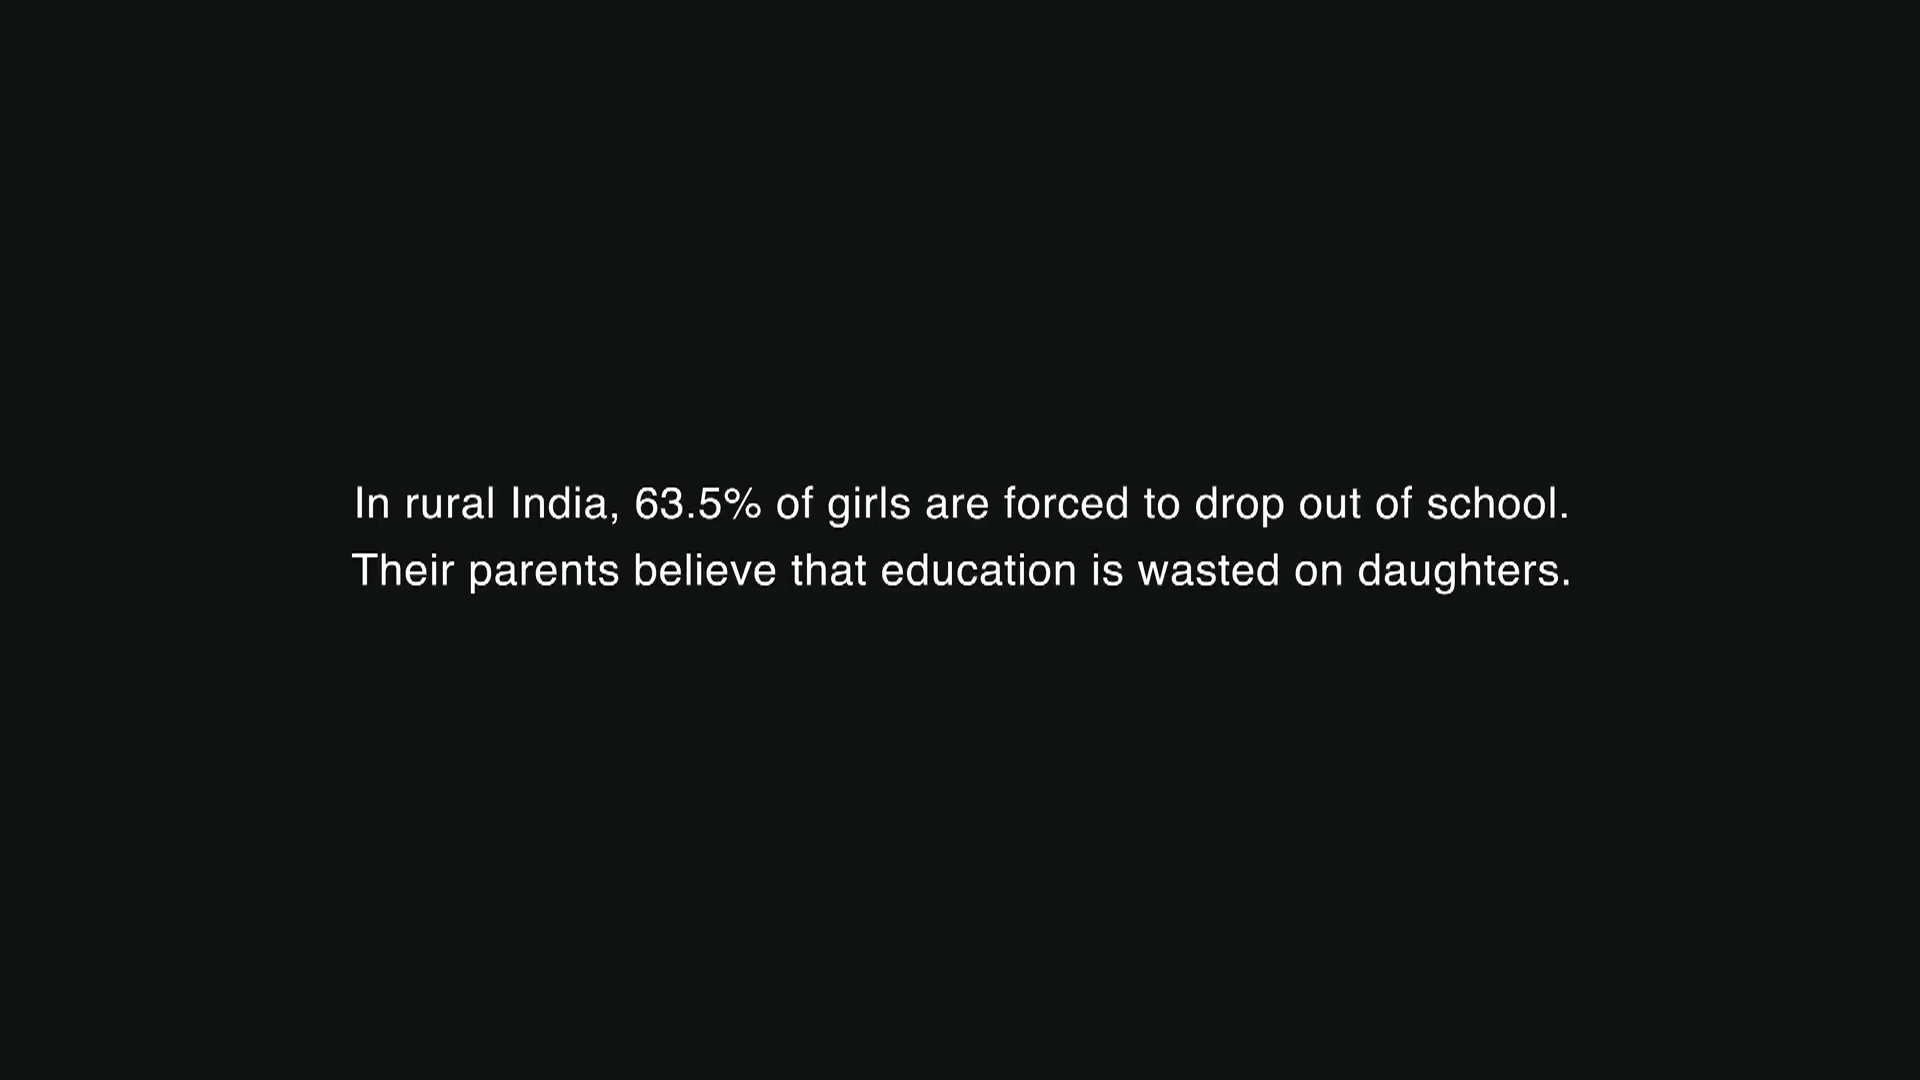 In rural India, 63.5% of girls are forced to drop out of school.
Their parents believe that education is wasted on daughters.